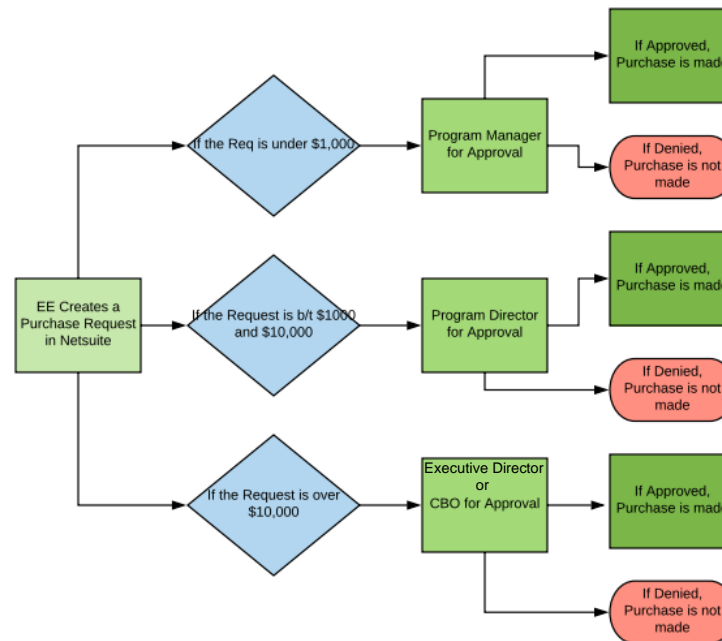 If Approved,
Purchase is made
If the Req is under $1,000
Program Manager
for Approval
If Denied,
Purchase is not
made
EE Creates a
Purchase Request
in Netsuite
If the Request is b/t $1000
and $10,000
Program Director
for Approval
If Approved,
Purchase is made
If Denied,
Purchase is not
made
If the Request is over
$10,000
Executive Director
or
CBO for Approval
If Approved,
Purchase is made
If Denied,
Purchase is not
made